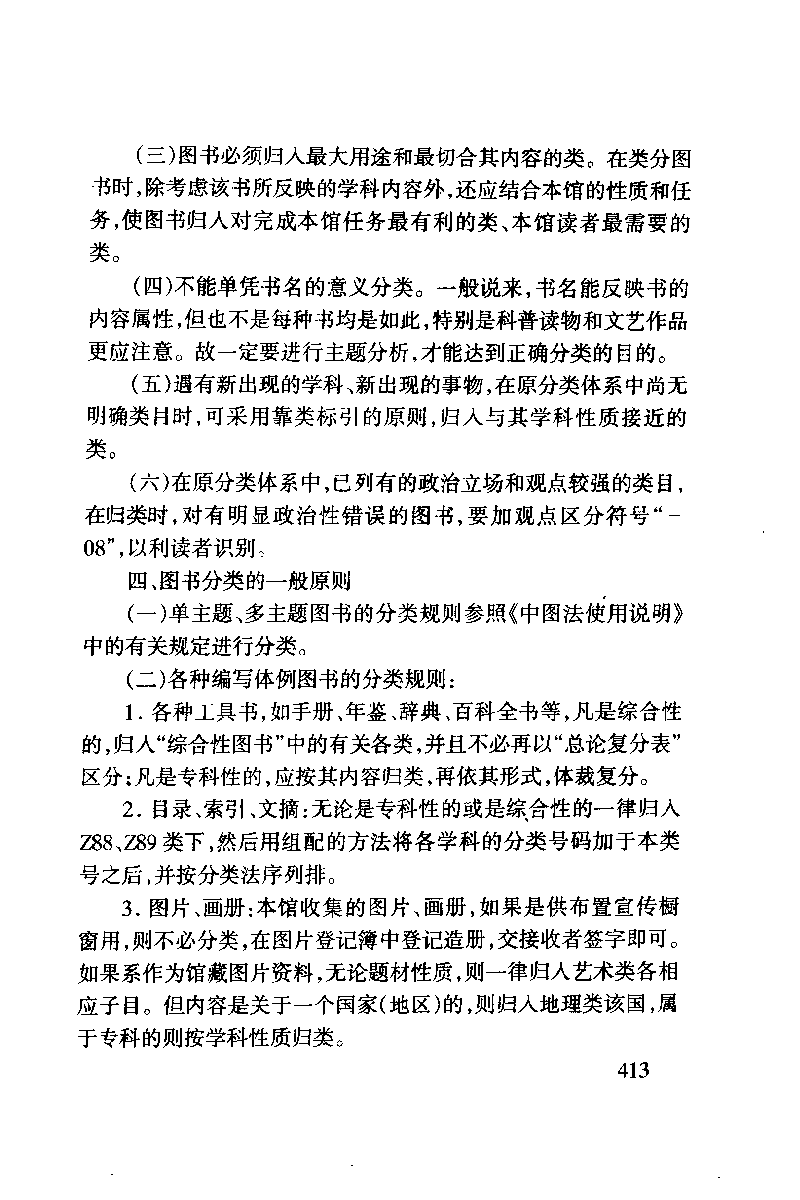 (三)图书必须归入最大用途和最切合其内容的类。在类分图
书时,除考虑该书所反映的学科内容外,还应结合本馆的性质和任
务,使图书归入对完成本馆任务最有利的类、本馆读者最需要的
类。
(四)不能单凭书名的意义分类。一般说来,书名能反映书的
内容属性,但也不是每种书均是如此,特别是科普读物和文艺作品
更应注意。故一定要进行主题分析,才能达到正确分类的目的。
(五)遇有新出现的学科、新出现的事物,在原分类体系中尚无
明确类目时,可采用靠类标引的原则,归入与其学科性质接近的
类。
(六)在原分类体系中,已列有的政治立场和观点较强的类目,
在归类时,对有明显政治性错误的图书,要加观点区分符号“-
08”,以利读者识别。
四、图书分类的一般原则
(一)单主题、多主题图书的分类规则参照《中图法使用说明》
中的有关规定进行分类。
(二)各种编写体例图书的分类规则:
1. 各种工具书,如手册、年鉴、辞典、百科全书等,凡是综合性
的,归入“综合性图书”中的有关各类,并且不必再以“总论复分表”
区分;凡是专科性的,应按其内容归类,再依其形式,体裁复分。
2. 目录、索引、文摘:无论是专科性的或是综合性的一律归入
Z88、Z89 类下,然后用组配的方法将各学科的分类号码加于本类
号之后,并按分类法序列排。
3. 图片、画册:本馆收集的图片、画册,如果是供布置宣传橱
窗用,则不必分类,在图片登记簿中登记造册,交接收者签字即可。
如果系作为馆藏图片资料,无论题材性质,则一律归入艺术类各相
应子目。但内容是关于一个国家(地区)的,则归入地理类该国,属
于专科的则按学科性质归类。
413